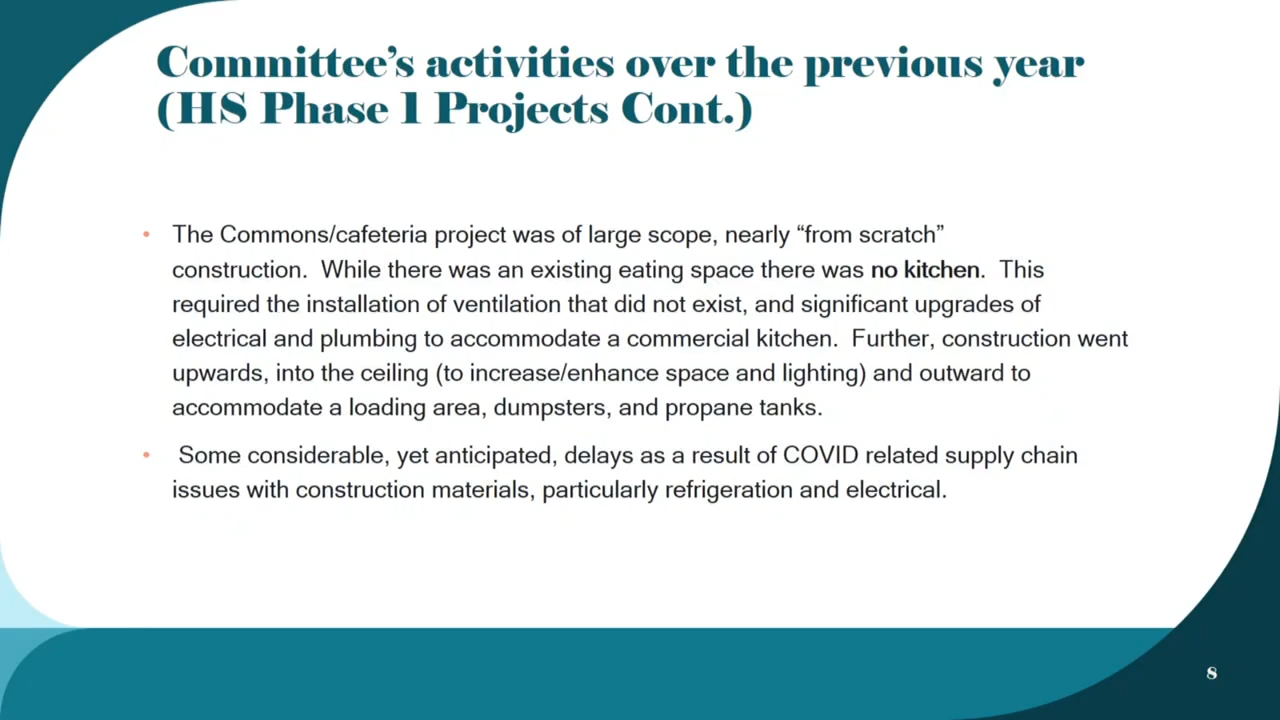 Committee’s activities over the previous year
(HS Phase 1 Projects Cont.)
• The Commons/cafeteria project was of large scope, nearly “from scratch”
construction.  While there was an existing eating space there was no kitchen.  This
required the installation of ventilation that did not exist, and significant upgrades of
electrical and plumbing to accommodate a commercial kitchen.  Further, construction went
upwards, into the ceiling (to increase/enhance space and lighting) and outward to
accommodate a loading area, dumpsters, and propane tanks.
• Some considerable, yet anticipated, delays as a result of COVID related supply chain
issues with construction materials, particularly refrigeration and electrical.
8